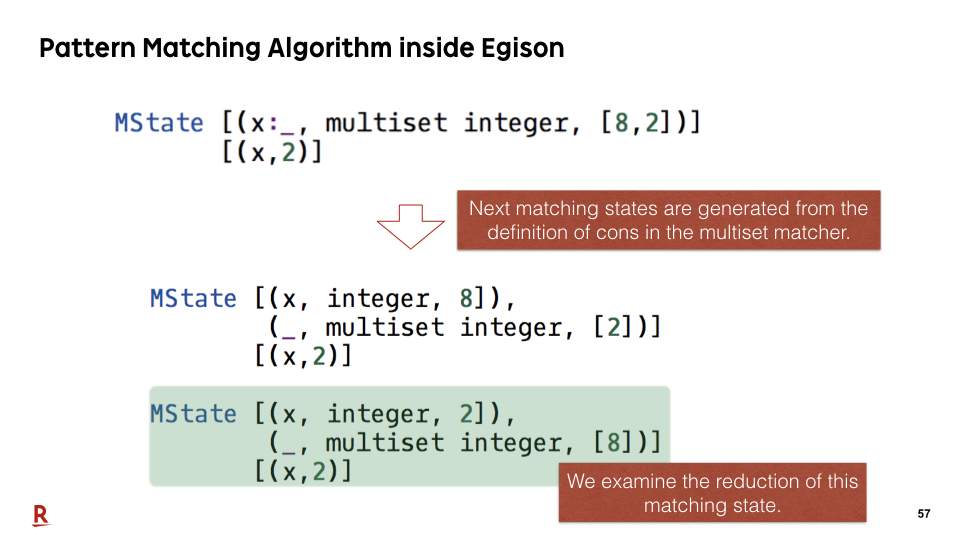 Pattern Matching Algorithm inside Egison
MState [(x:_, multiset integer, [8,2])]
[(x,2)]
Next matching states are generated from the
definition of cons in the multiset matcher.
MState [(x, integer, 8]),
(_, multiset integer, [2])]
[(x,2)]
MState [(x, integer, 2]),
(_, multiset integer, [8])]
[(x,2)]
We examine the reduction of this
matching state.
R
57